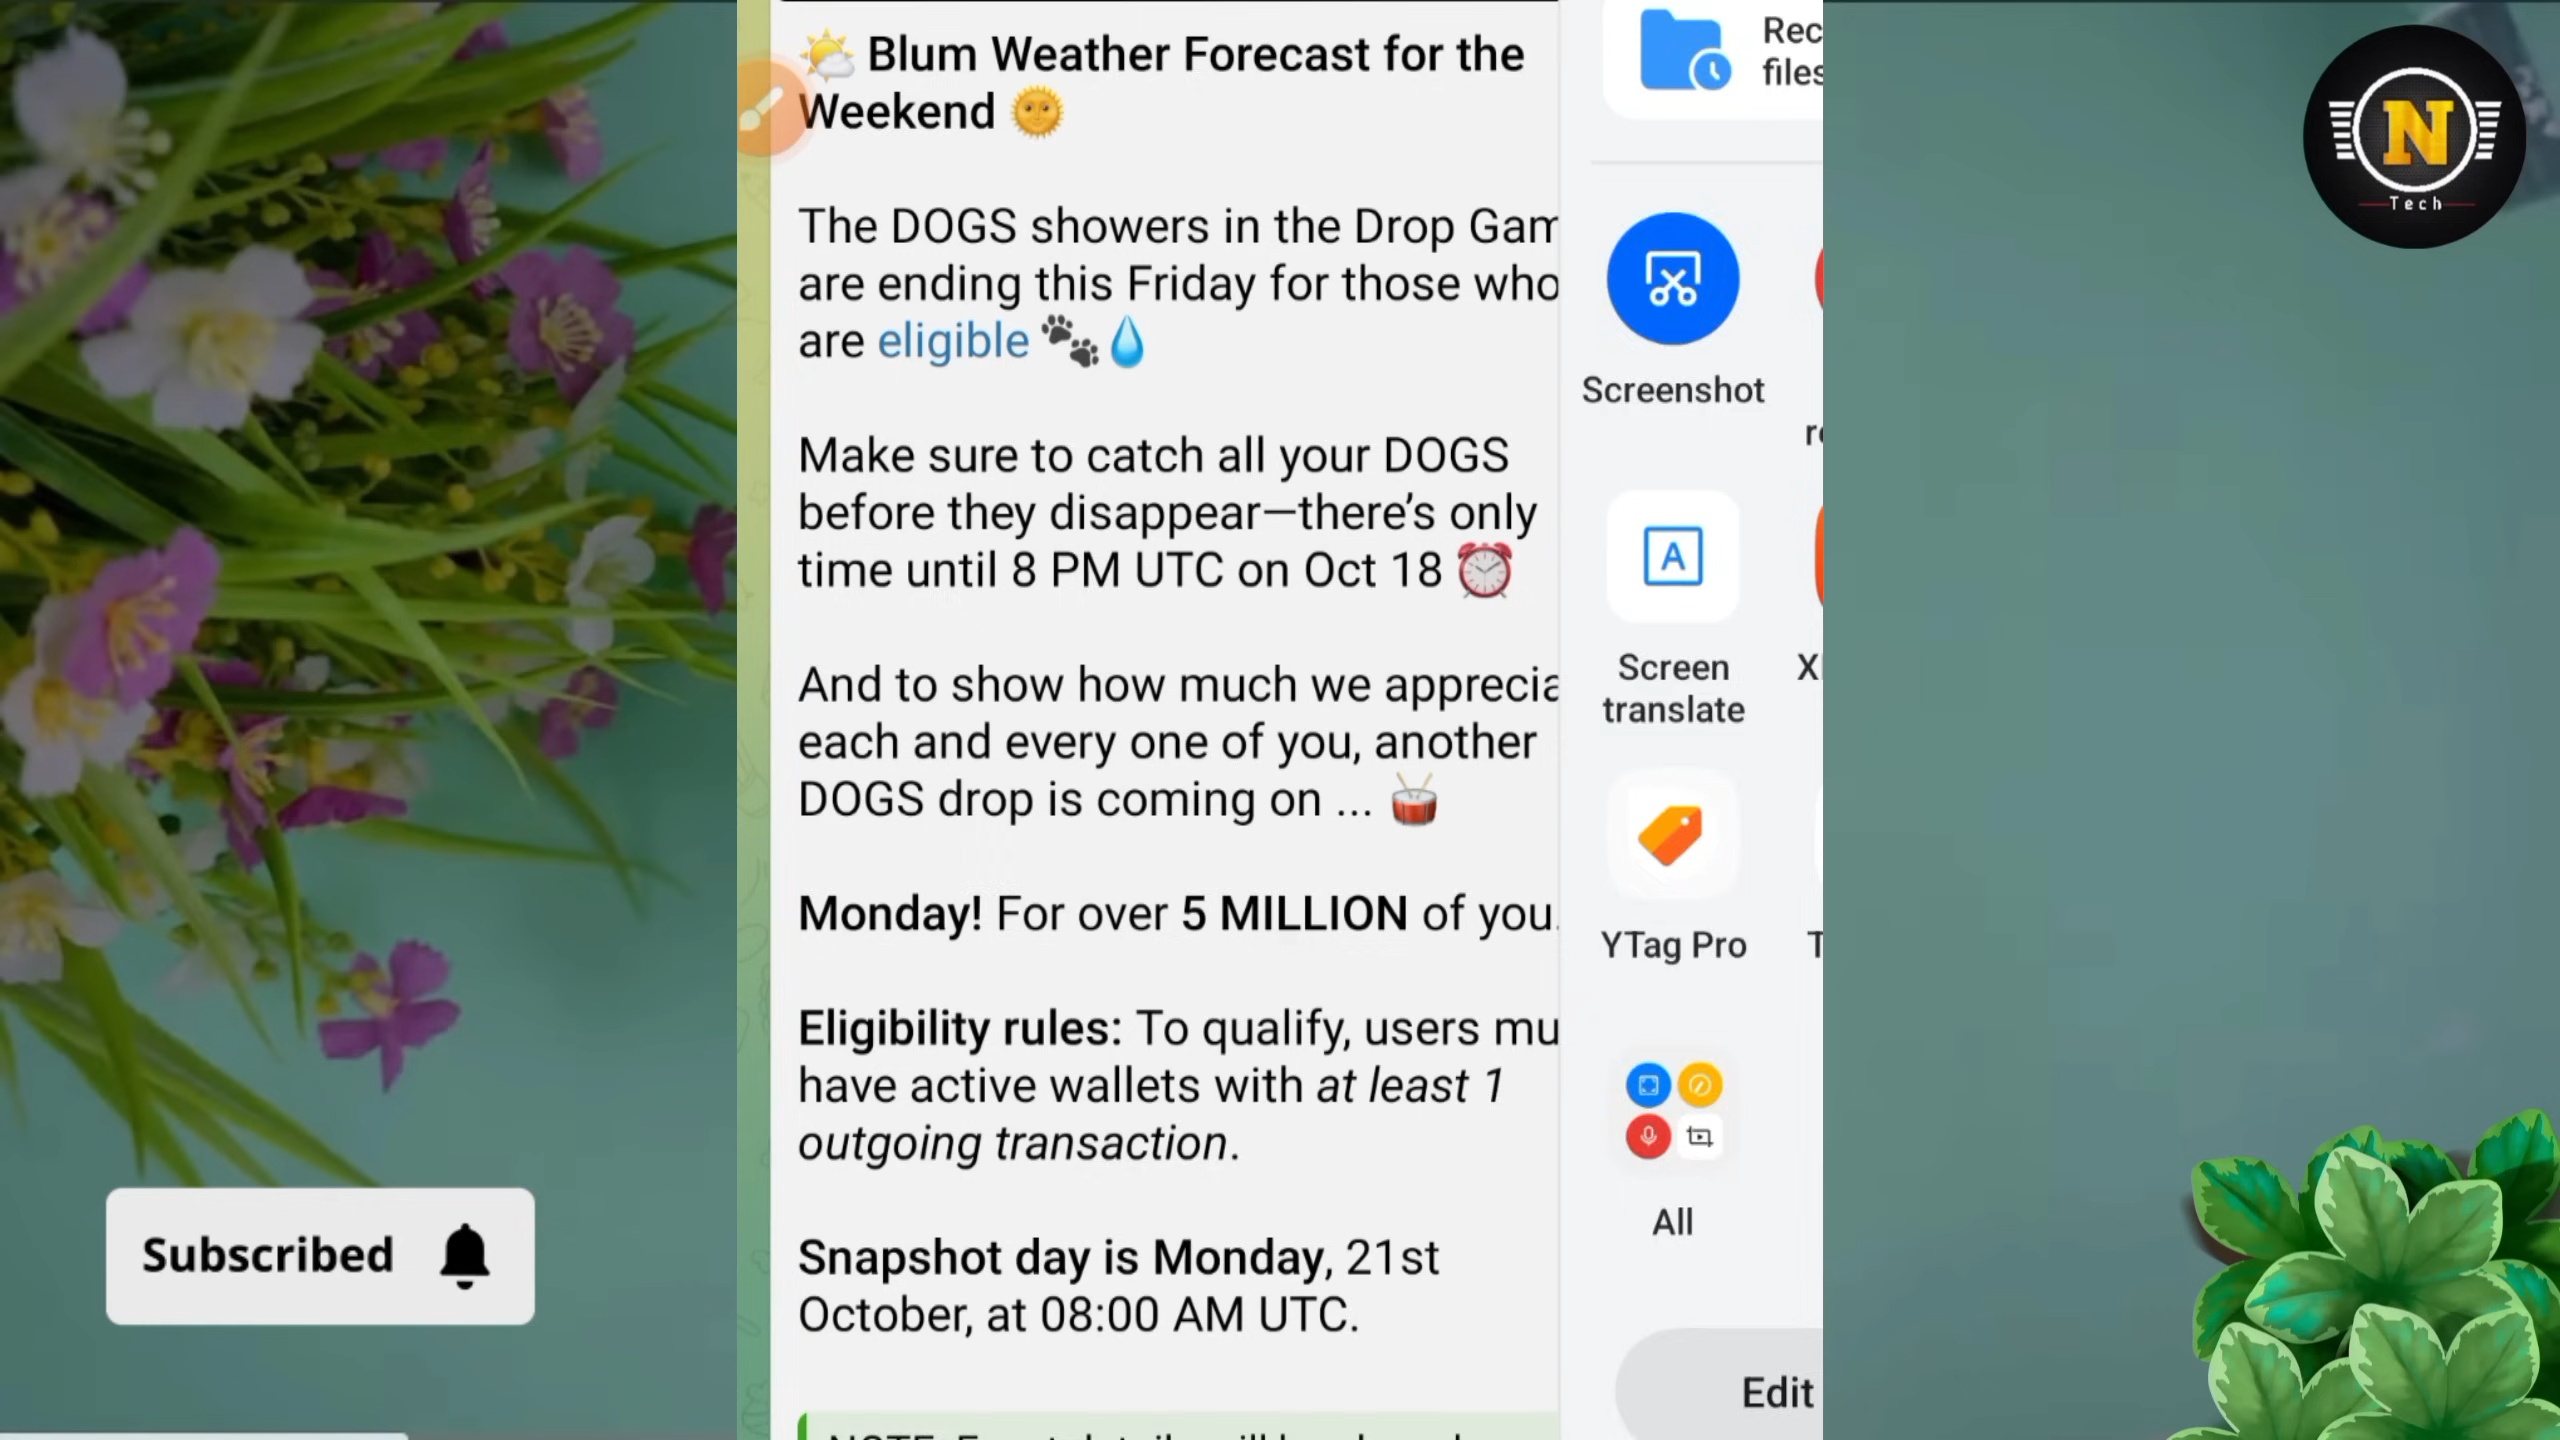 🌤️ Blum Weather Forecast for the
Weekend 🌞
The DOGS showers in the Drop Gam
are ending this Friday for those who
are eligible 🐾💧
Make sure to catch all your DOGS
before they disappear—there’s only
time until 8 PM UTC on Oct 18 ⏰
And to show how much we apprecia
each and every one of you, another
DOGS drop is coming on ... 🥁
Monday! For over 5 MILLION of you.
Eligibility rules: To qualify, users mu
have active wallets with at least 1
outgoing transaction.
Snapshot day is Monday, 21st
October, at 08:00 AM UTC.
Rec
files
Screenshot
Screen
translate
YTag Pro
All
Edit
Subscribed
N
Tech